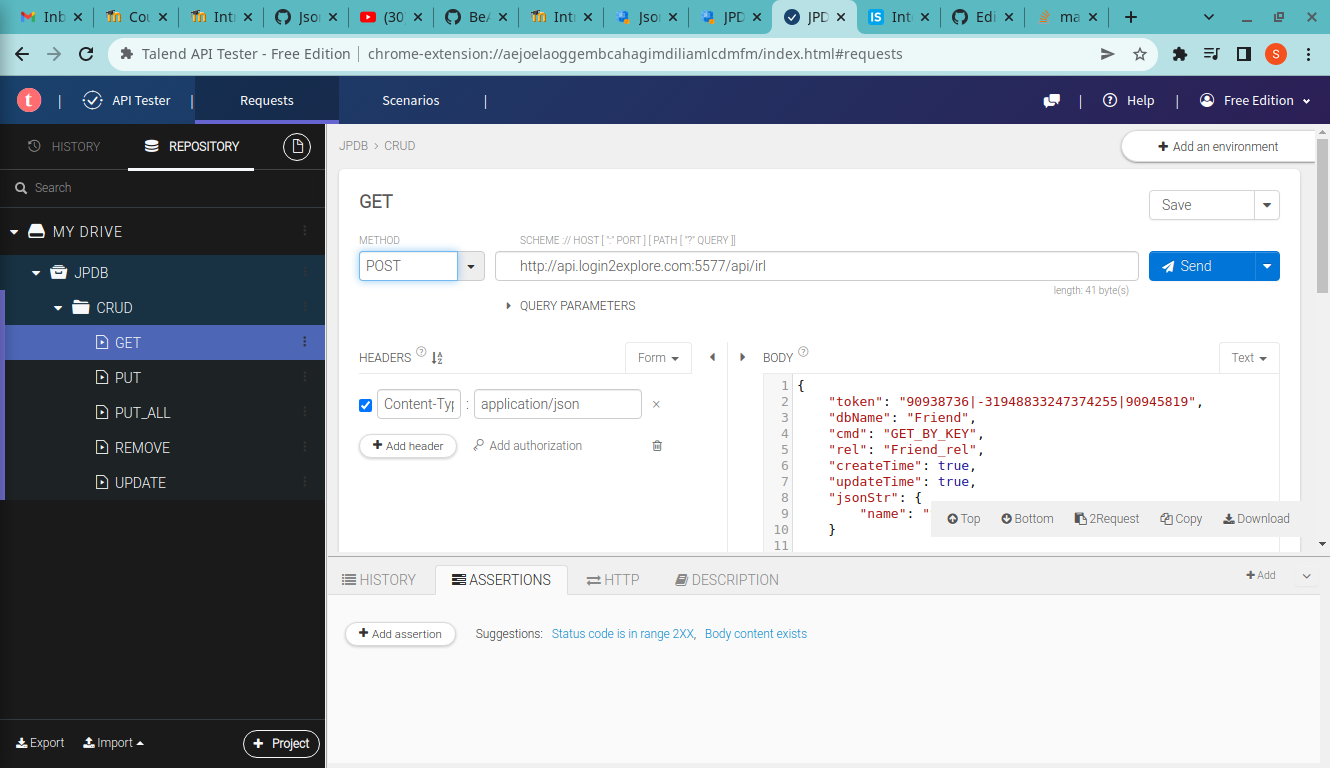 Inb
Cou
Intr
Json
(30
BeA
Intr
Json
JPD
JPD
Inte
Edi
ma
Talend API Tester - Free Edition
chrome-extension://aejoelaoggembcahagimdiliamlcdmfm/index.html#requests
S
t | API Tester | Requests Scenarios |
| Help | Free Edition
HISTORY
REPOSITORY
Search
MY DRIVE
JPDB
CRUD
GET
PUT
PUT_ALL
REMOVE
UPDATE
Export
Import
+ Project
JPDB > CRUD
+ Add an environment
GET
Save
METHOD
SCHEME :// HOST [ ":" PORT ] [ PATH [ "?" QUERY ]]
POST
http://api.login2explore.com:5577/api/irl
Send
length: 41 byte(s)
QUERY PARAMETERS
HEADERS ?
Form
BODY ?
Text
Content-Typ : application/json ×
+ Add header
Add authorization
1 {
2 "token": "90938736|-31948833247374255|90945819",
3 "dbName": "Friend",
4 "cmd": "GET_BY_KEY",
5 "rel": "Friend_rel",
6 "createTime": true,
7 "updateTime": true,
8 "jsonStr": {
9 "name": "
10 }
11
Top
Bottom
2Request
Copy
Download
HISTORY
ASSERTIONS
HTTP
DESCRIPTION
+ Add
+ Add assertion
Suggestions: Status code is in range 2XX, Body content exists